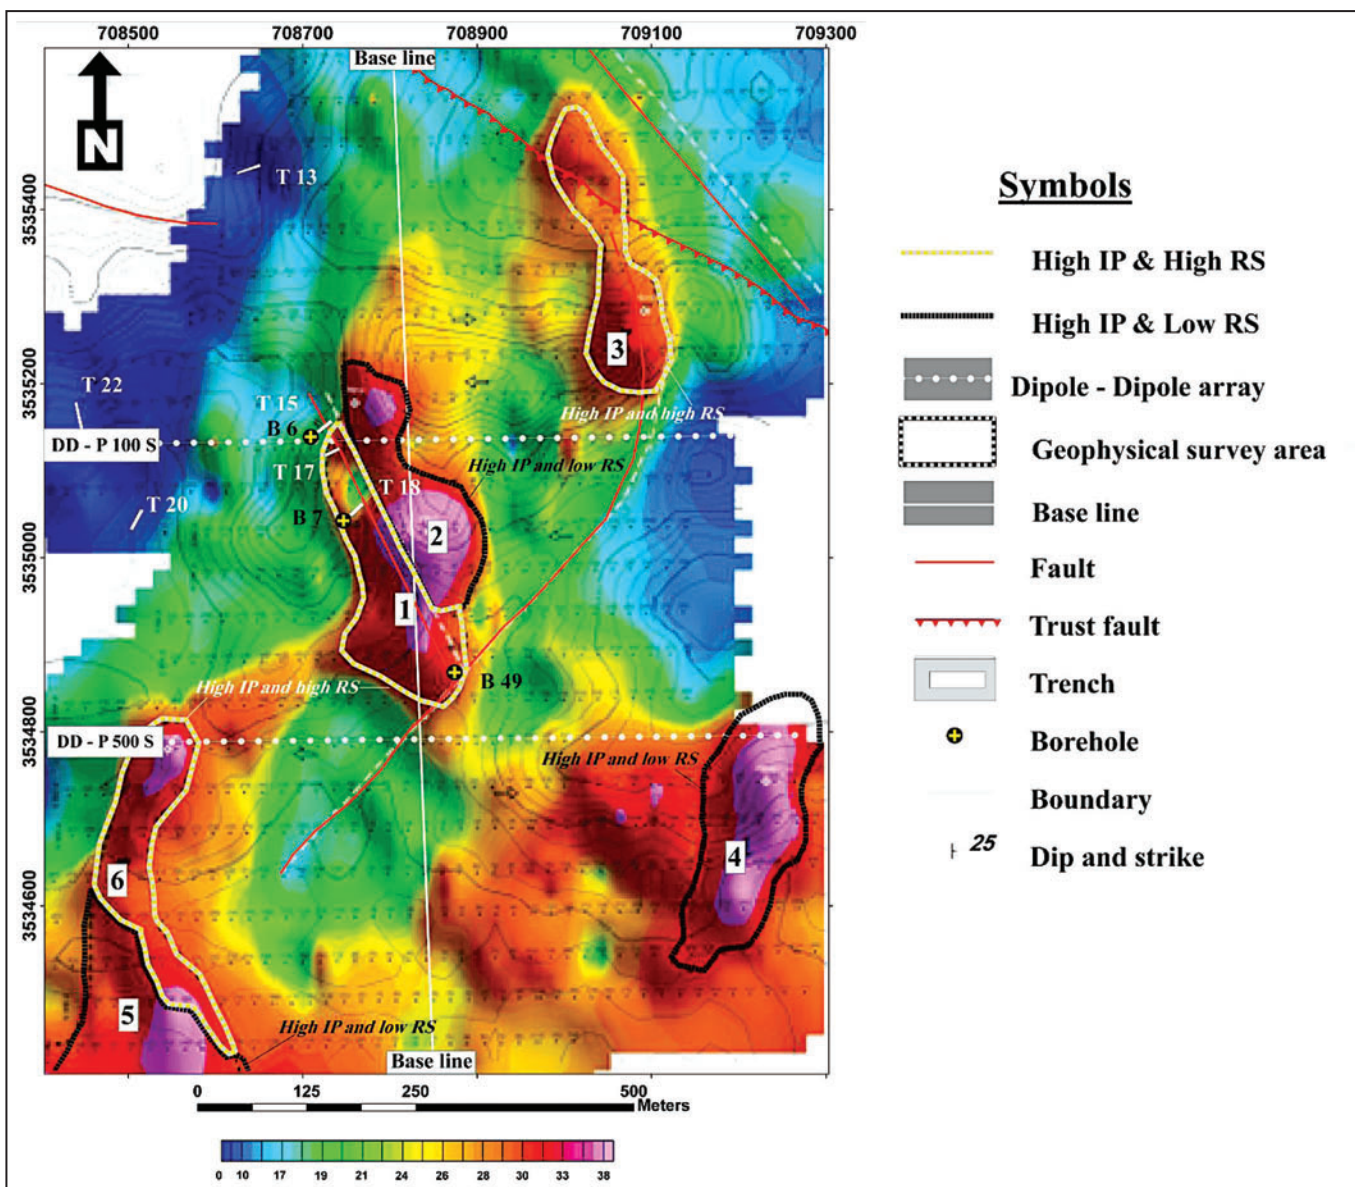 708500 708700 708900 709100 709300
Base line
N
T 13
3535400
3535200
3535000
3534800
3534600
3
T 22
T 15
B 6
High IP and high RS
DD - P 100 S
High IP and low RS
T 17
T 18
T 20
B 7
2
1
B 49
High IP and high RS
DD - P 500 S
High IP and low RS
4
6
5
High IP and low RS
Base line
0 125 250 500
Meters
0 10 17 19 21 24 26 28 30 33 38
Symbols
High IP & High RS
High IP & Low RS
Dipole - Dipole array
Geophysical survey area
Base line
Fault
Trust fault
Trench
Borehole
Boundary
25
Dip and strike